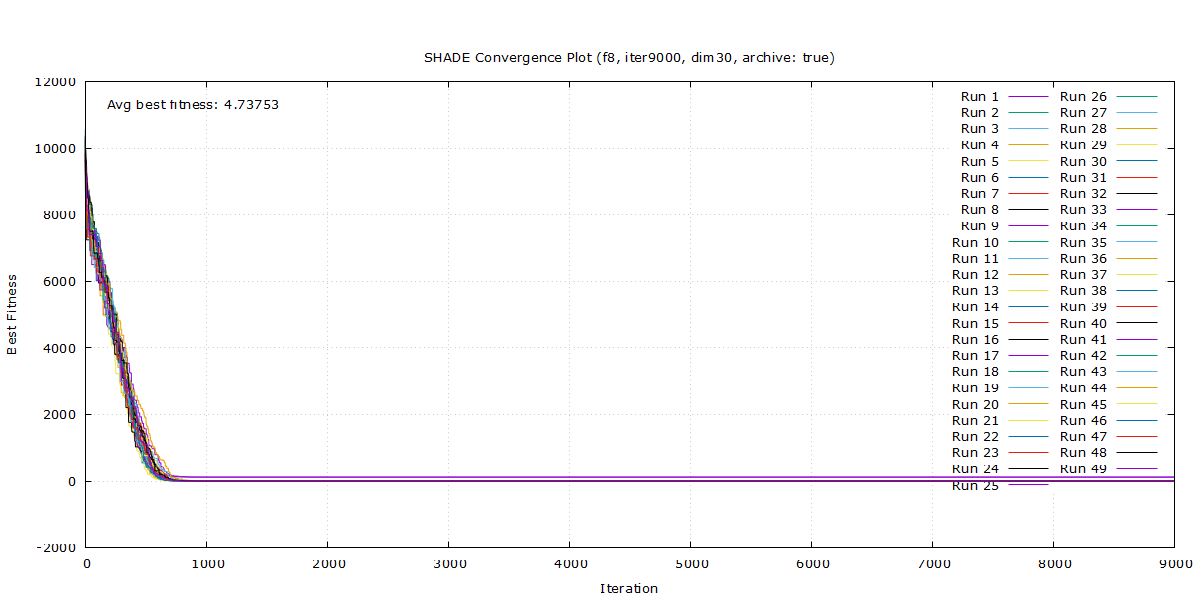 SHADE Convergence Plot (f8, iter9000, dim30, archive: true)
12000
Avg best fitness: 4.73753
10000
8000
6000
4000
2000
0
-2000
Best Fitness
Run 1
Run 2
Run 3
Run 4
Run 5
Run 6
Run 7
Run 8
Run 9
Run 10
Run 11
Run 12
Run 13
Run 14
Run 15
Run 16
Run 17
Run 18
Run 19
Run 20
Run 21
Run 22
Run 23
Run 24
Run 25
Run 26
Run 27
Run 28
Run 29
Run 30
Run 31
Run 32
Run 33
Run 34
Run 35
Run 36
Run 37
Run 38
Run 39
Run 40
Run 41
Run 42
Run 43
Run 44
Run 45
Run 46
Run 47
Run 48
Run 49
0 1000 2000 3000 4000 5000 6000 7000 8000 9000
Iteration